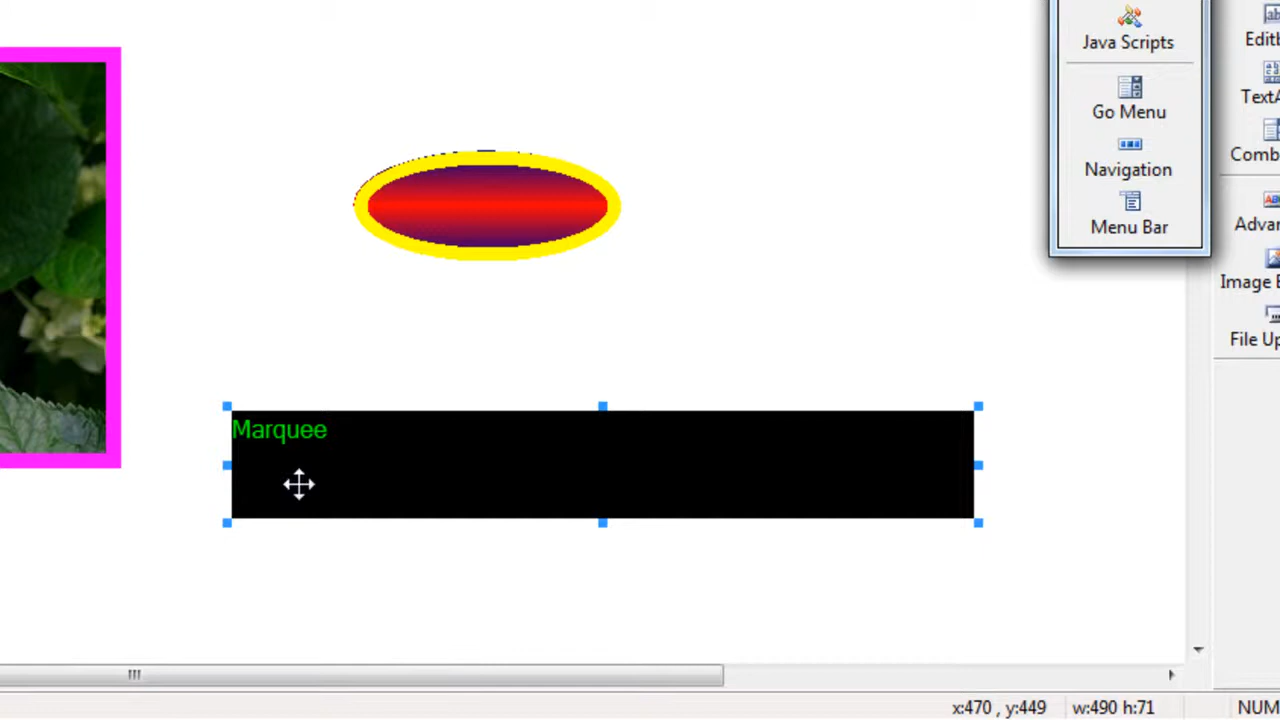 Java Scripts
Go Menu
Navigation
Menu Bar
Marquee
x:470 , y:449
w:490 h:71
NUM
Editb
TextA
Comb
Advar
Image E
File Up